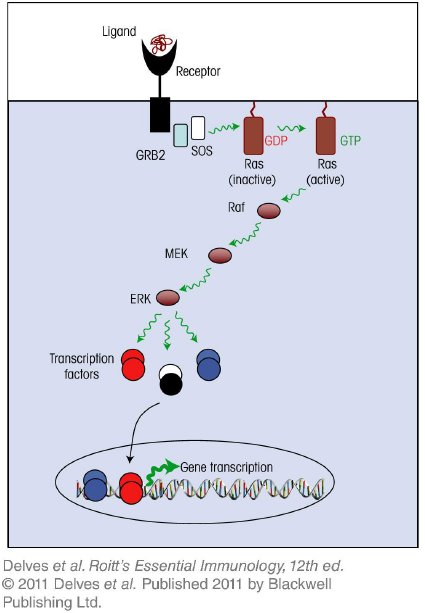 Ligand
Receptor
GRB2
SOS
GDP
GTP
Ras
(inactive)
Ras
(active)
Raf
MEK
ERK
Transcription
factors
Gene transcription
Delves et al. Roitt's Essential Immunology, 12th ed.
© 2011 Delves et al. Published 2011 by Blackwell
Publishing Ltd.